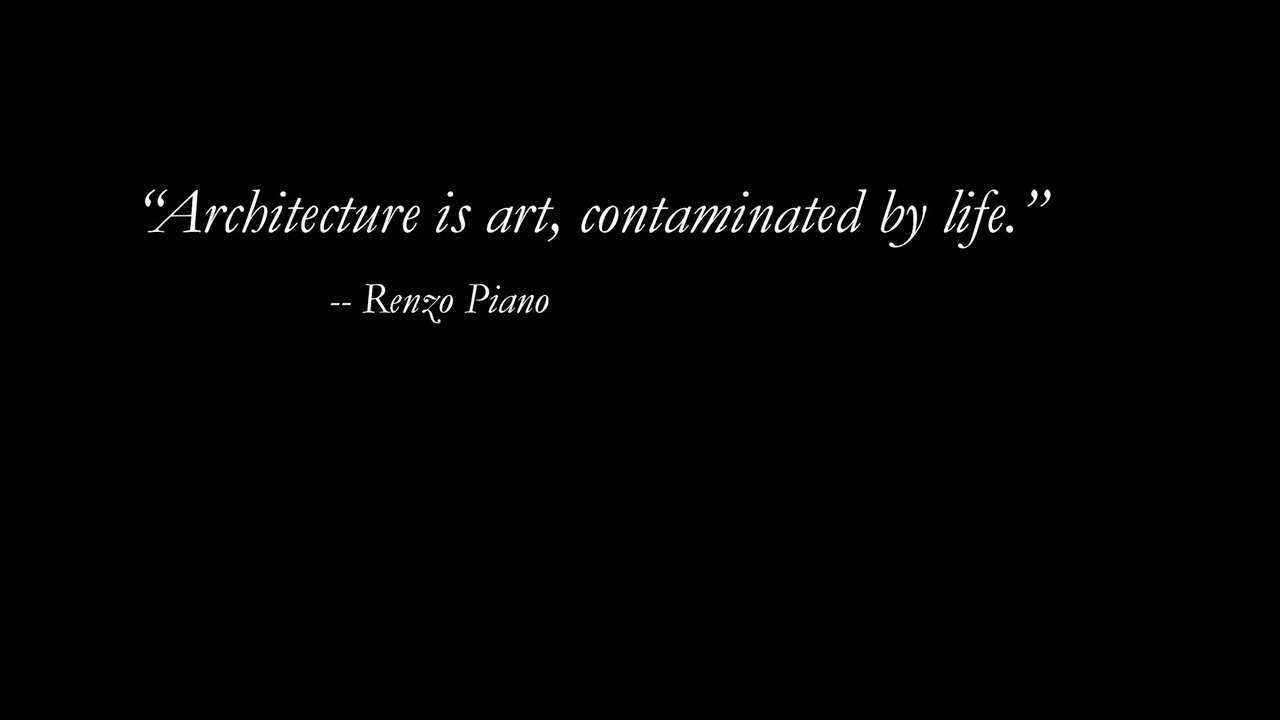 “Architecture is art, contaminated by life.”
-- Renzo Piano